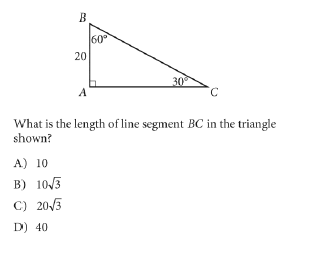 B
60°
20
30°
A
C
What is the length of line segment BC in the triangle
shown?
A) 10
B) 10√3
C) 20√3
D) 40